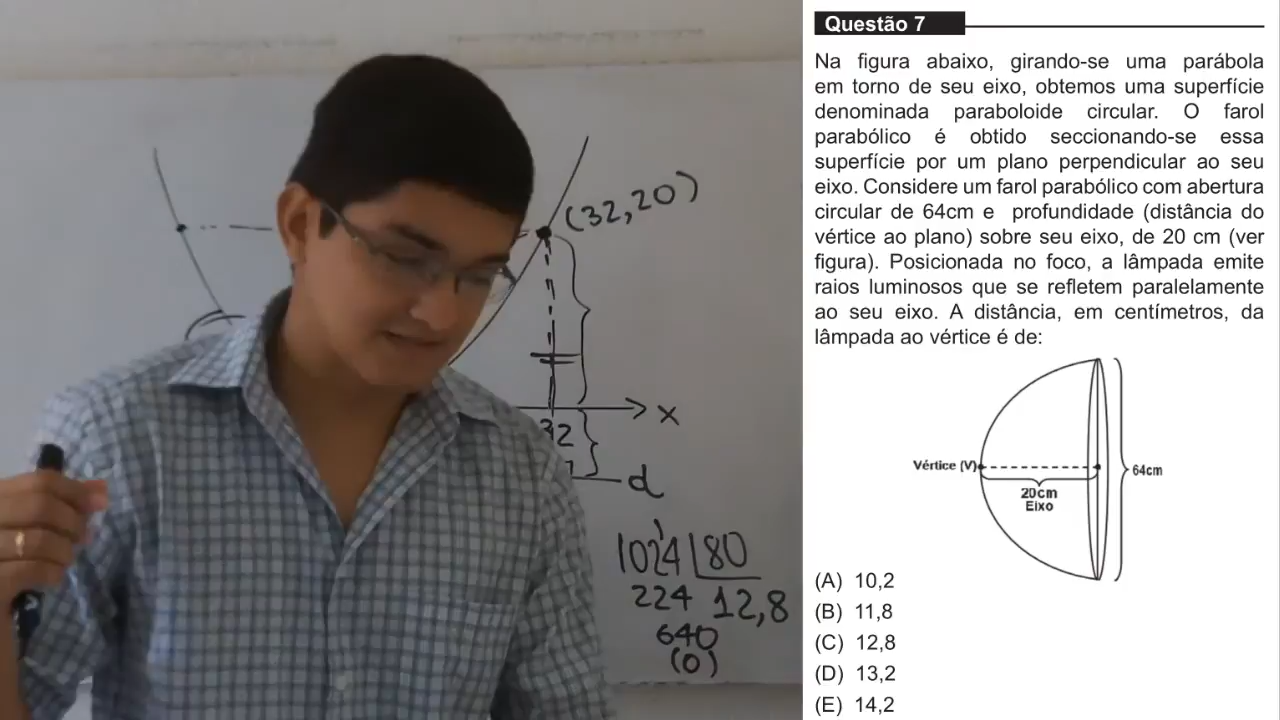 (32,20)
32
x
d
1024 80
224 12,8
640
(0)
Questão 7
Na figura abaixo, girando-se uma parábola
em torno de seu eixo, obtemos uma superfície
denominada paraboloide circular. O farol
parabólico é obtido seccionando-se essa
superfície por um plano perpendicular ao seu
eixo. Considere um farol parabólico com abertura
circular de 64cm e profundidade (distância do
vértice ao plano) sobre seu eixo, de 20 cm (ver
figura). Posicionada no foco, a lâmpada emite
raios luminosos que se refletem paralelamente
ao seu eixo. A distância, em centímetros, da
lâmpada ao vértice é de:
Vértice (V)
20cm
Eixo
64cm
(A) 10,2
(B) 11,8
(C) 12,8
(D) 13,2
(E) 14,2